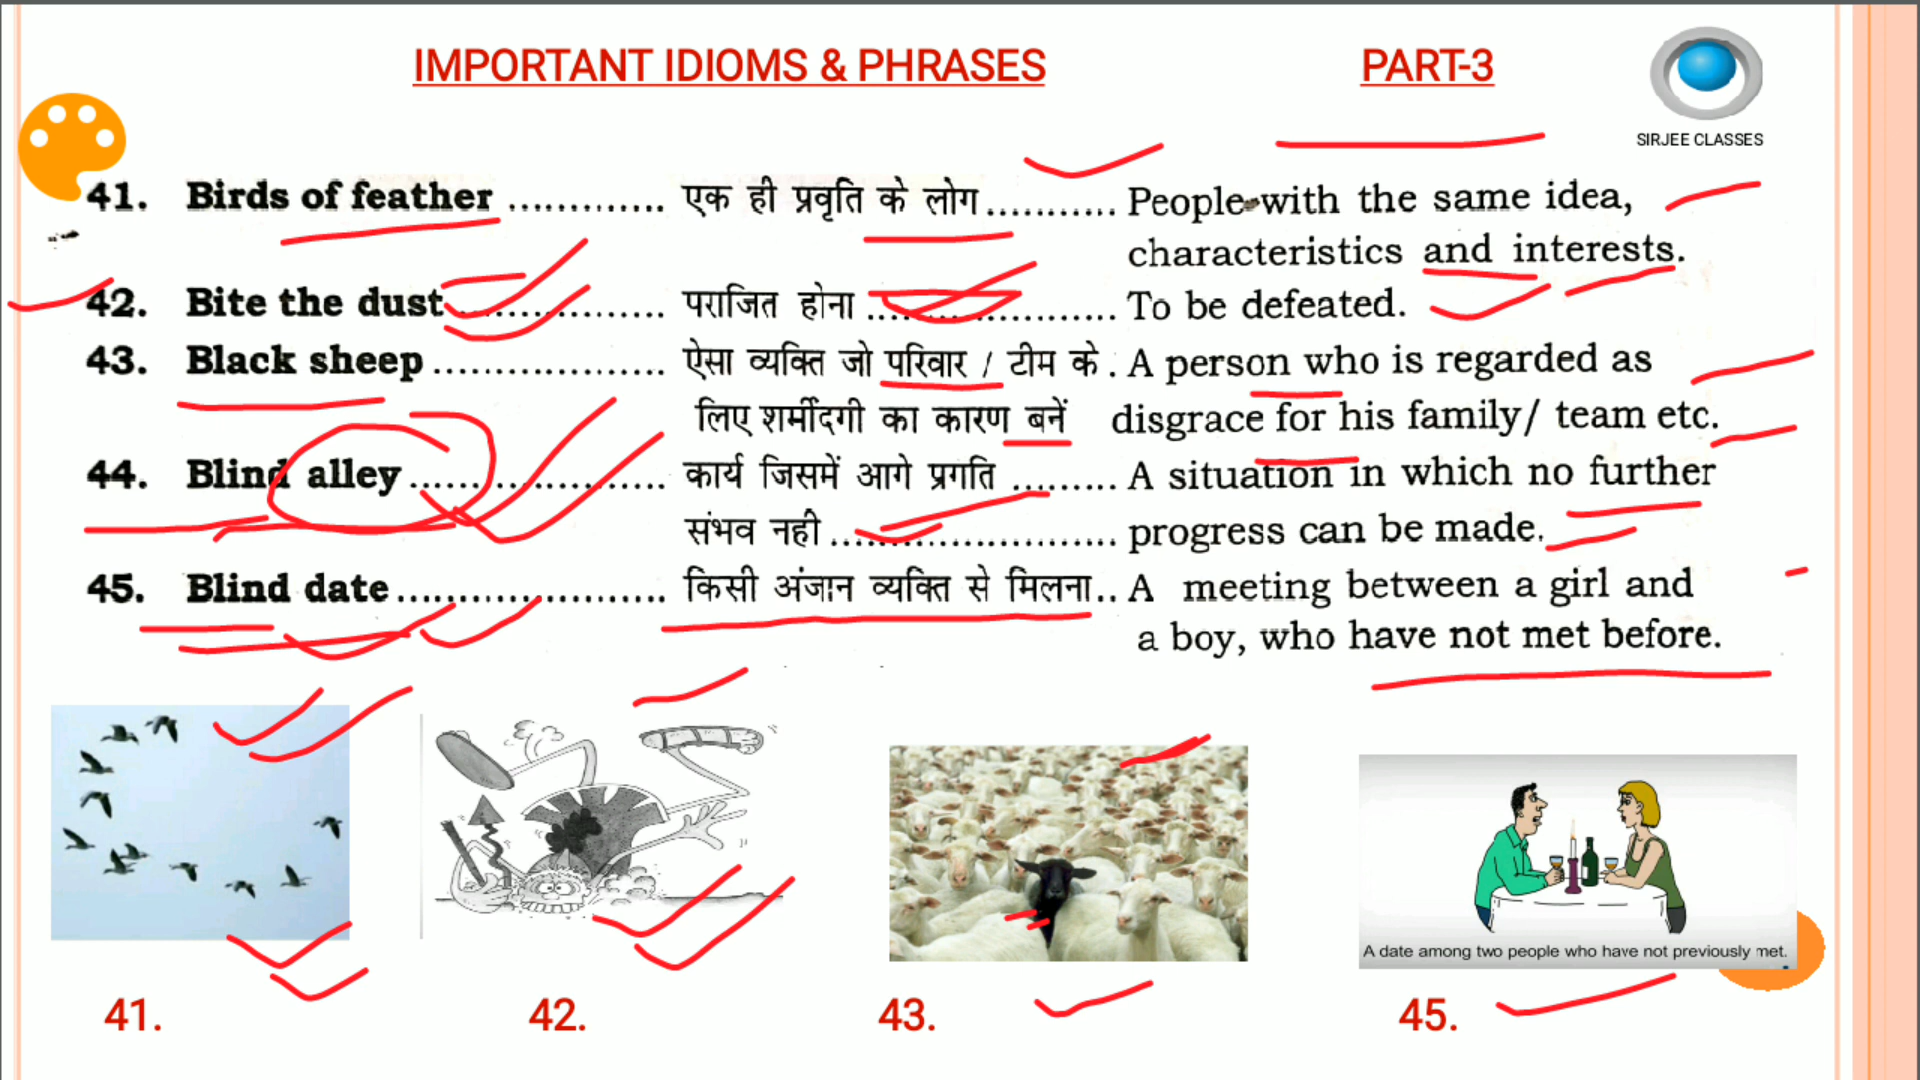 IMPORTANT IDIOMS & PHRASES PART-3
SIRJEE CLASSES
41. Birds of feather ............. एक ही प्रवृति के लोग ........... People with the same idea,
characteristics and interests.
42. Bite the dust .................. पराजित होना ..................... To be defeated.
43. Black sheep .................... ऐसा व्यक्ति जो परिवार / टीम के . A person who is regarded as
लिए शर्मीदगी का कारण बनें disgrace for his family/ team etc.
44. Blind alley ...................... कार्य जिसमें आगे प्रगति ......... A situation in which no further
संभव नही ........................ progress can be made.
45. Blind date ....................... किसी अंजान व्यक्ति से मिलना.. A meeting between a girl and
a boy, who have not met before.
A date among two people who have not previously met.
41. 42. 43. 45.